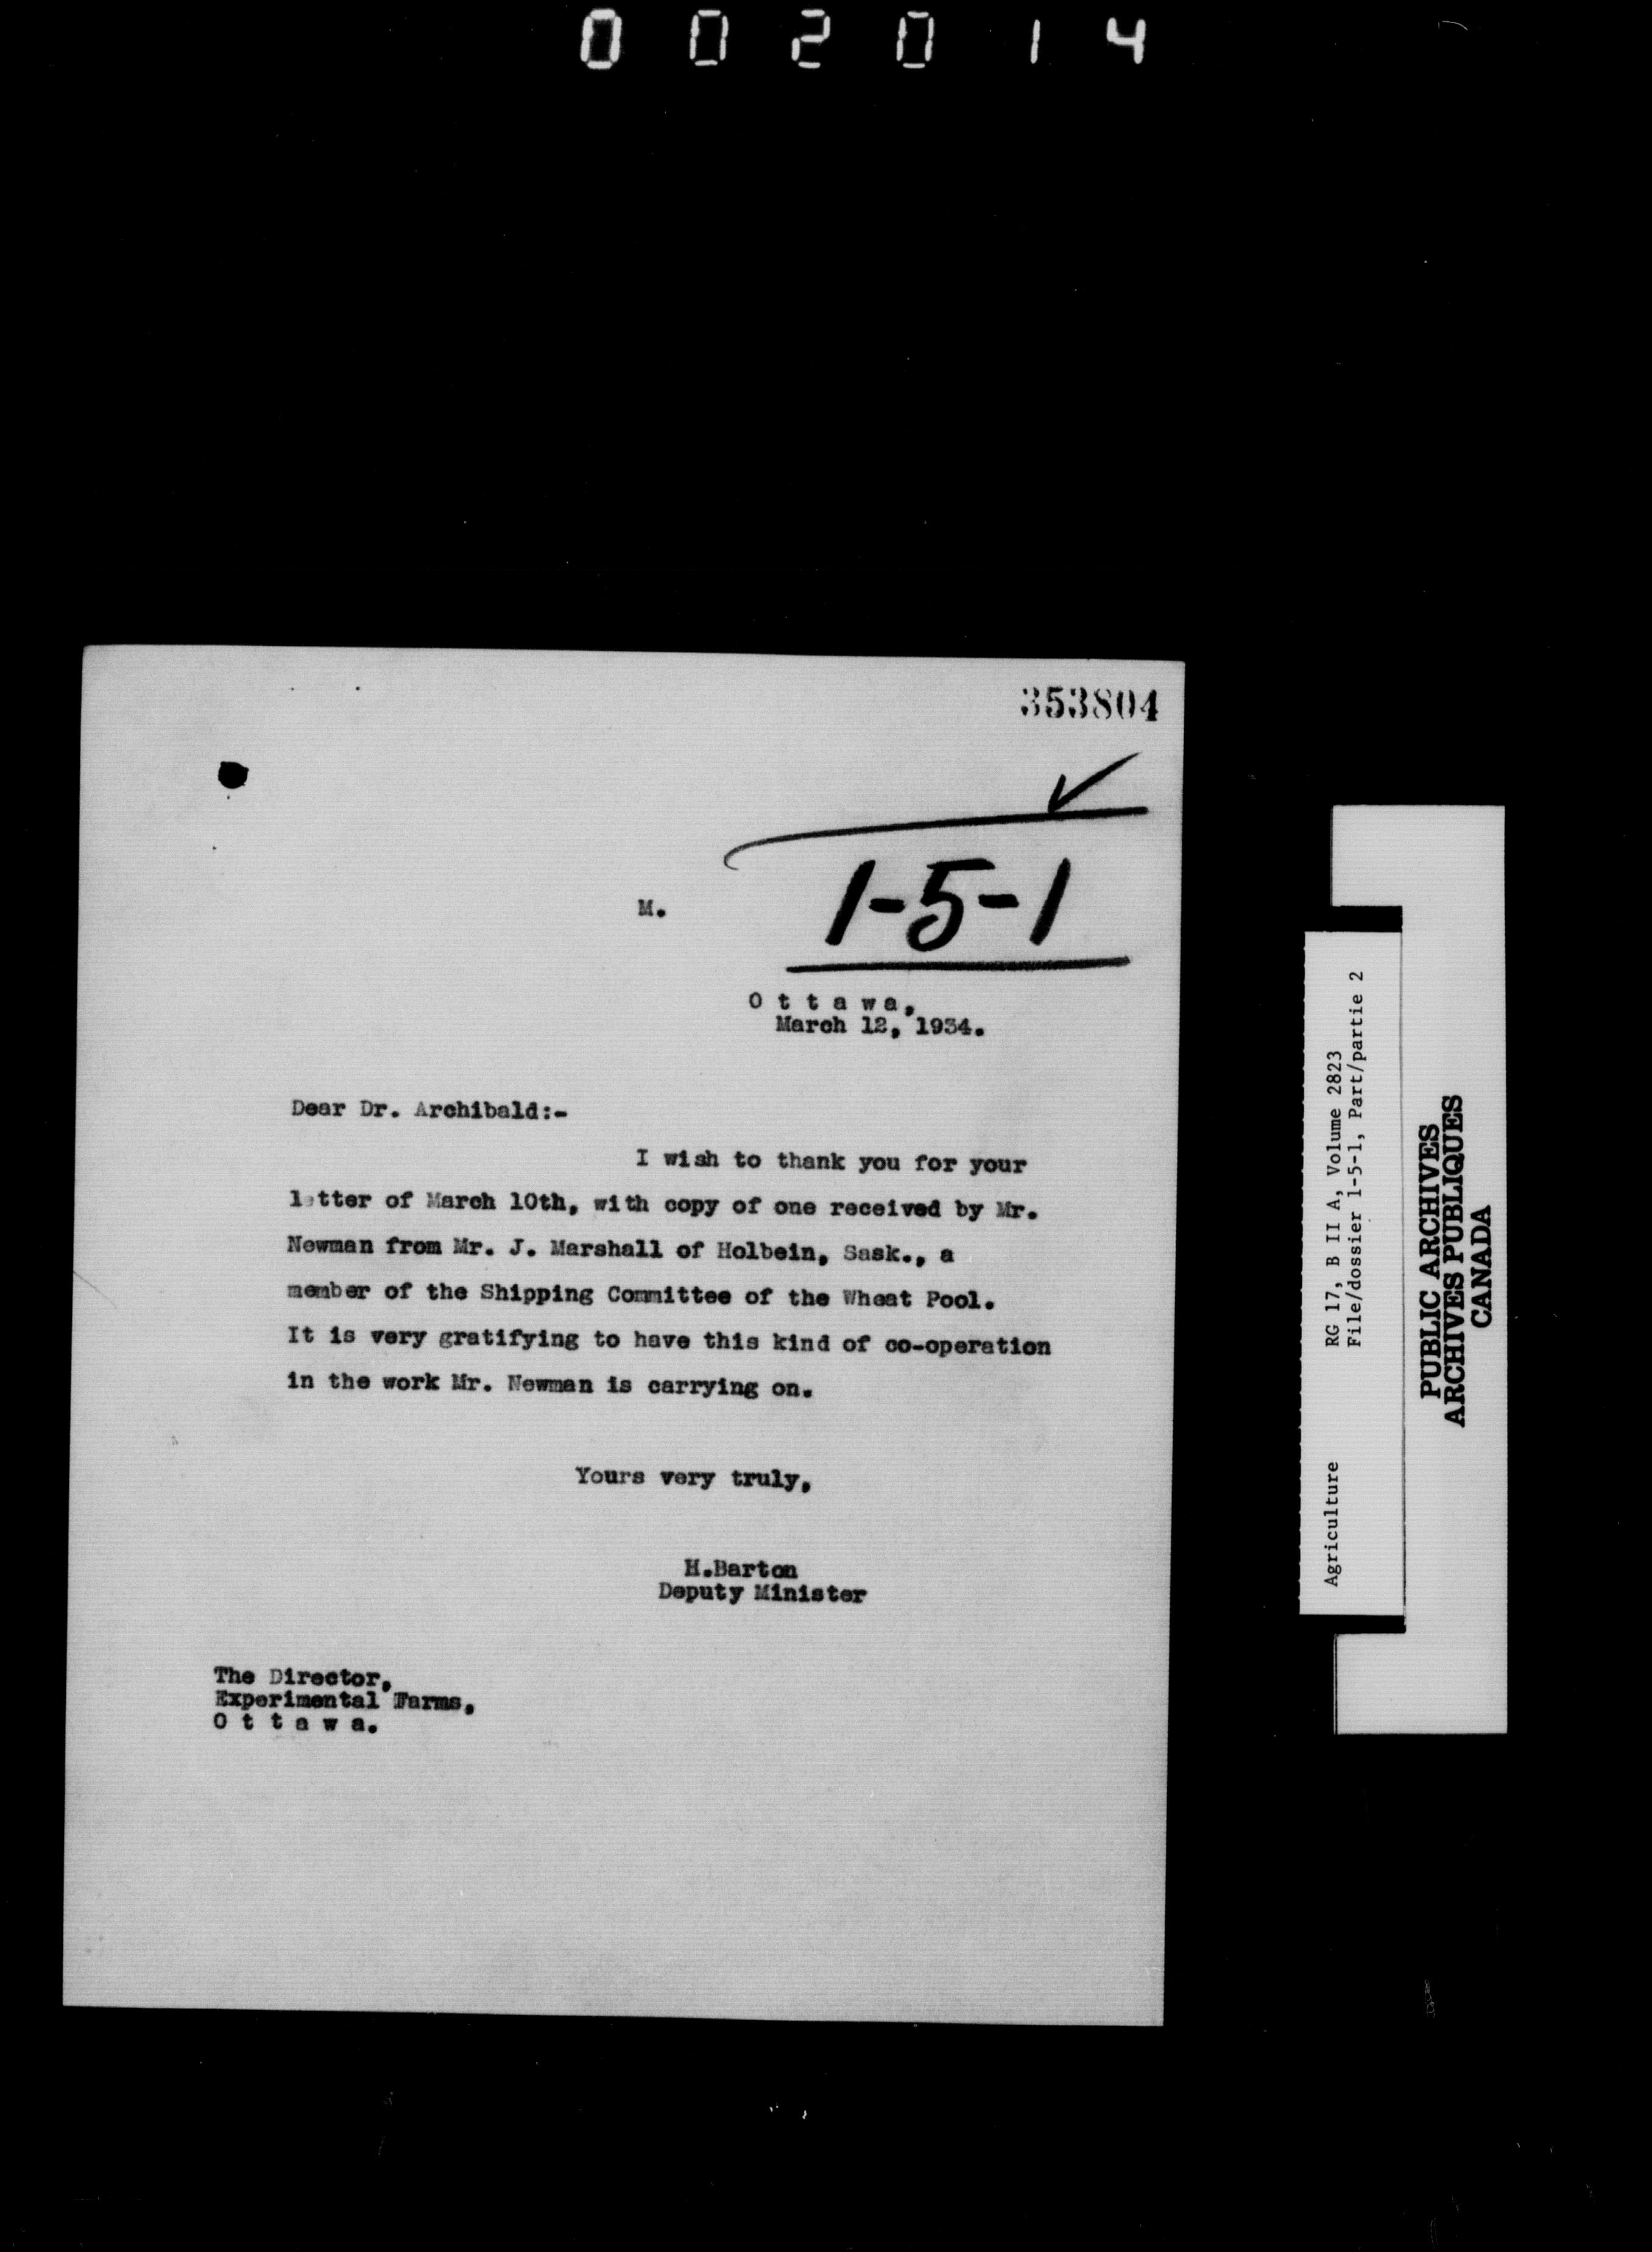 002014
353804
1-5-1
M.
O t t a w a,
March 12, 1934.
Dear Dr. Archibald:-
I wish to thank you for your
letter of March 10th, with copy of one received by Mr.
Newman from Mr. J. Marshall of Holbein, Sask., a
member of the Shipping Committee of the Wheat Pool.
It is very gratifying to have this kind of co-operation
in the work Mr. Newman is carrying on.
Yours very truly,
H.Barton
Deputy Minister
The Director,
Experimental Farms,
O t t a w a.
Agriculture RG 17, B II A, Volume 2823
File/dossier 1-5-1, Part/partie 2
PUBLIC ARCHIVES
ARCHIVES PUBLIQUES
CANADA